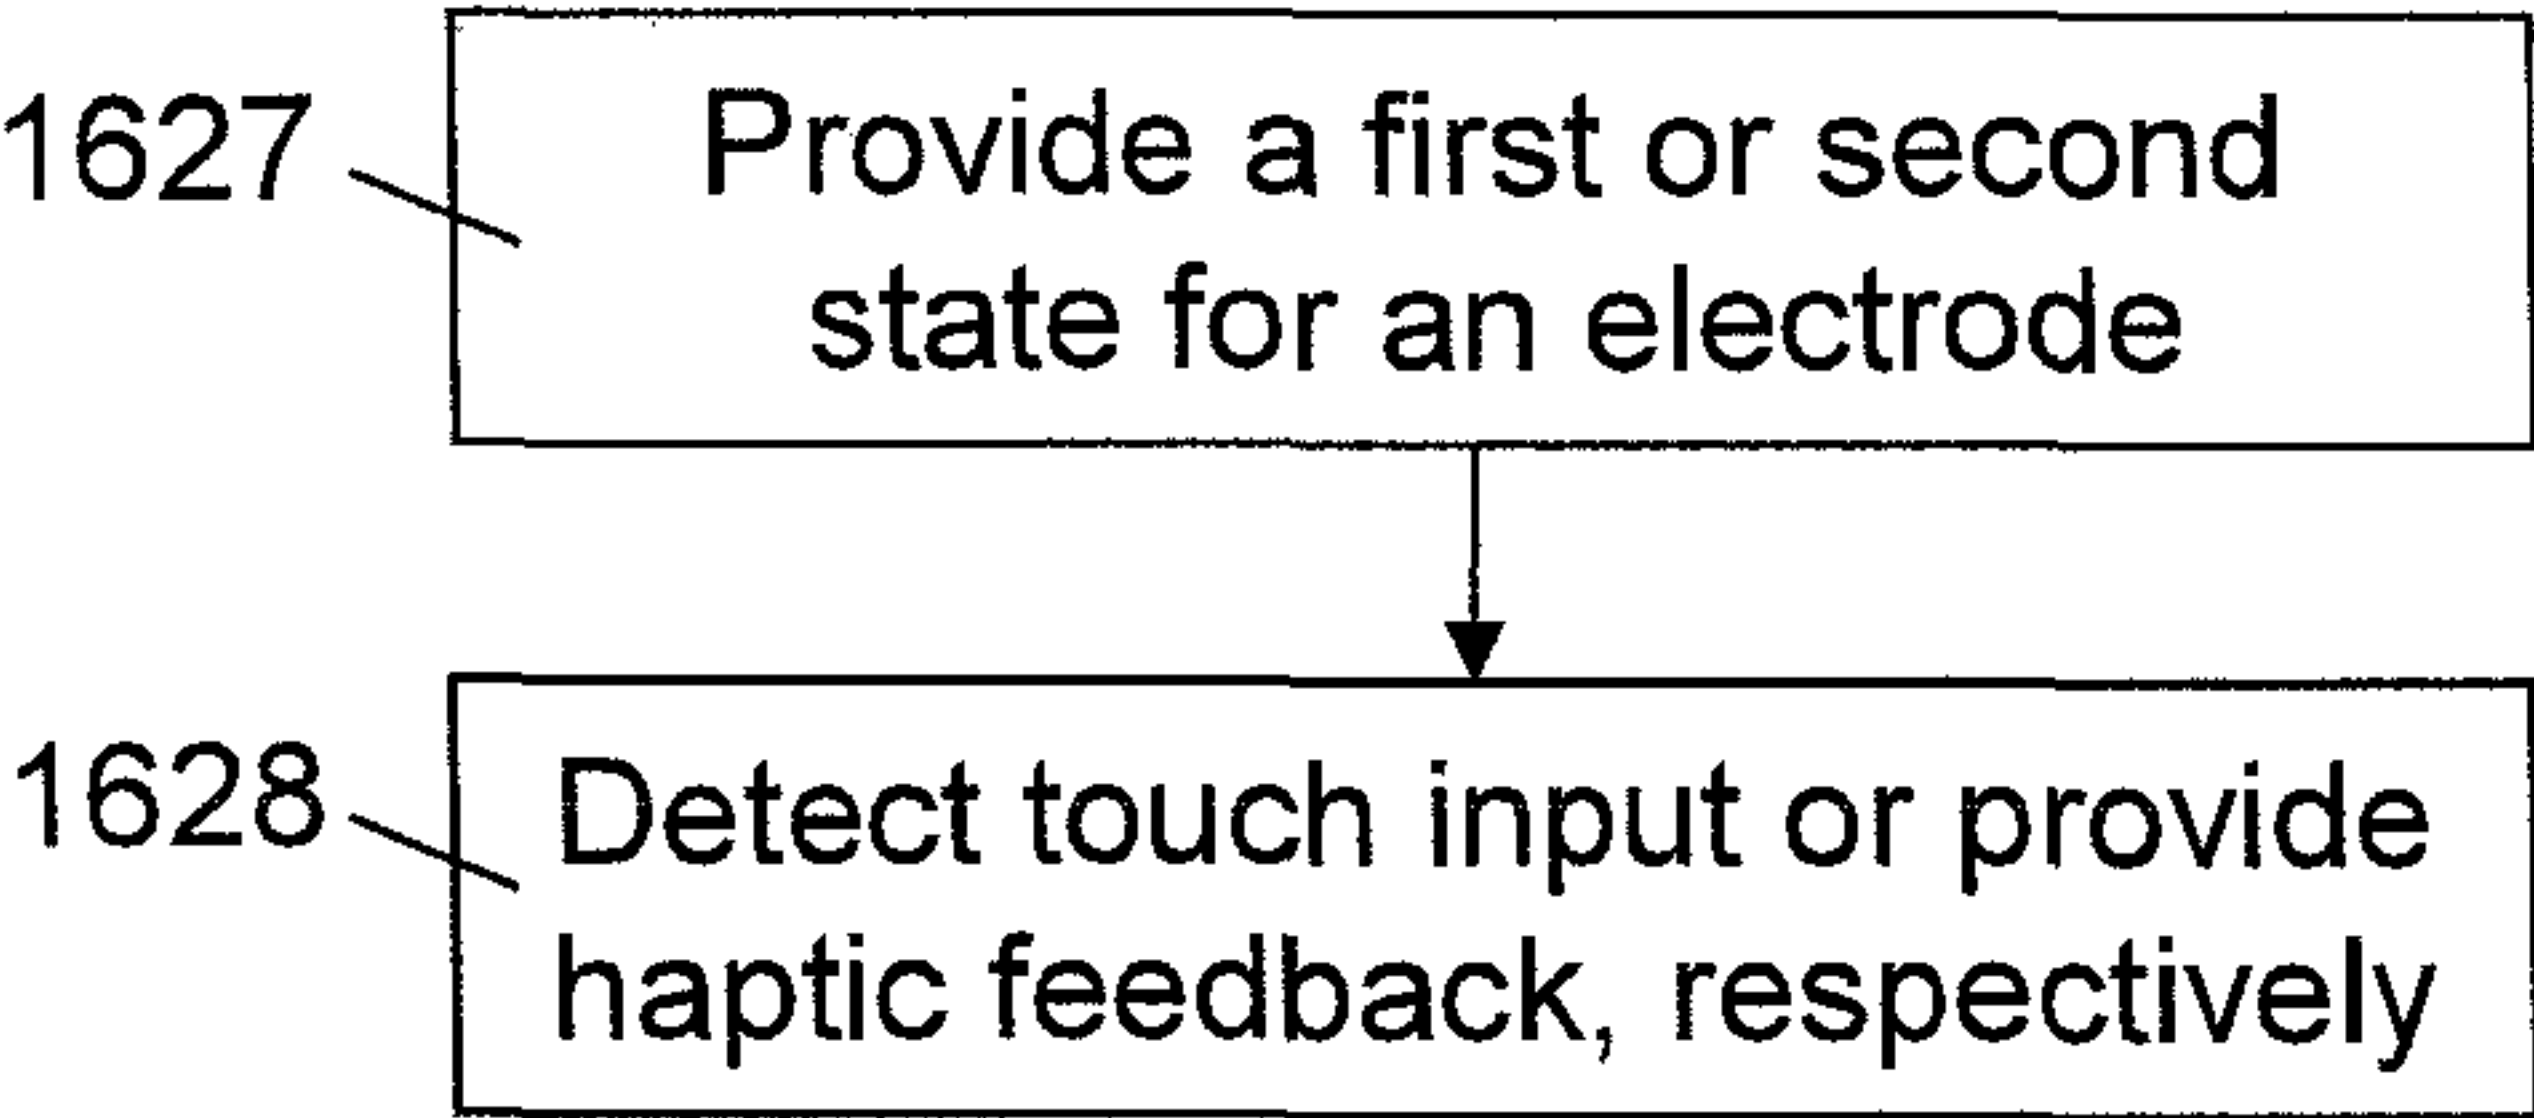 1627
Provide a first or second
state for an electrode
1628
Detect touch input or provide
haptic feedback, respectively